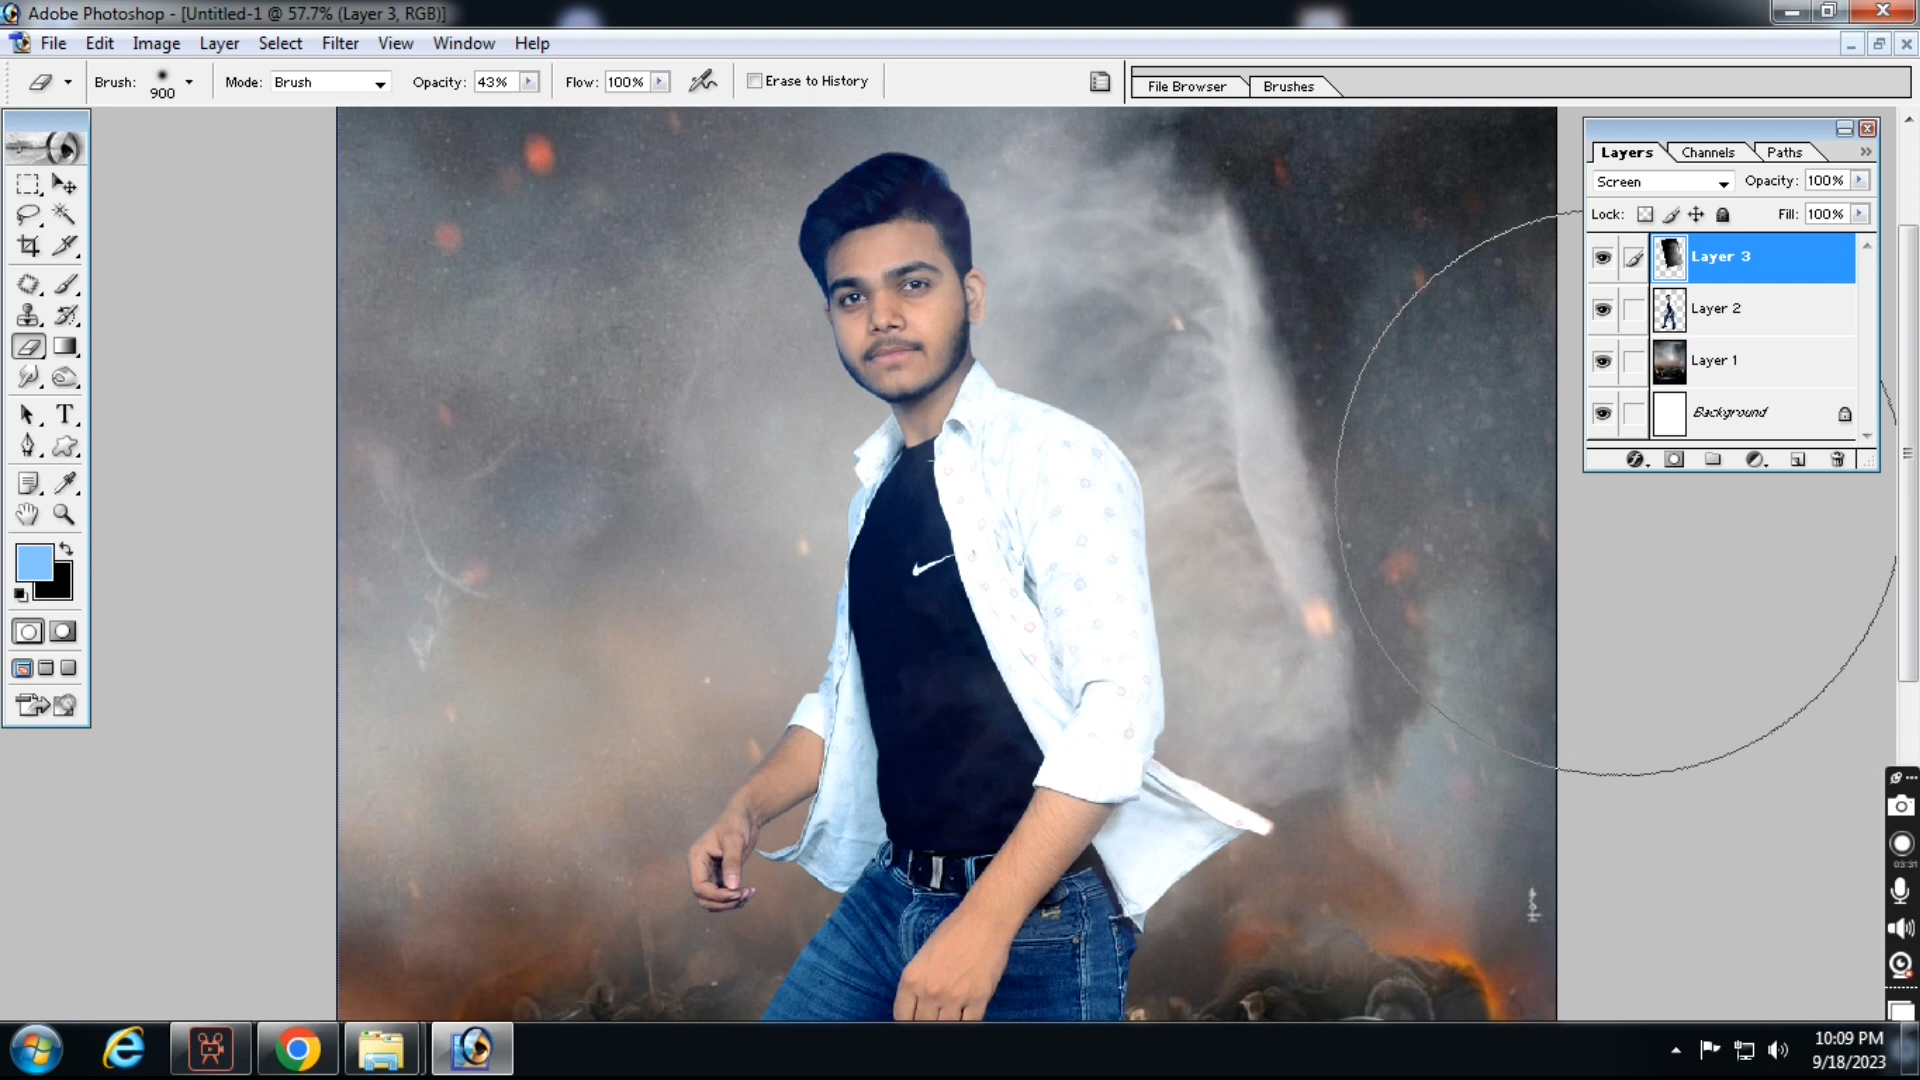 Adobe Photoshop - [Untitled-1 @ 57.7% (Layer 3, RGB)]
File Edit Image Layer Select Filter View Window Help
Brush: 900 Mode: Brush Opacity: 43% Flow: 100% Erase to History
File Browser Brushes
Layers Channels Paths
Screen Opacity: 100%
Lock: Fill: 100%
Layer 3
Layer 2
Layer 1
Background
T
03:31
10:09 PM
9/18/2023